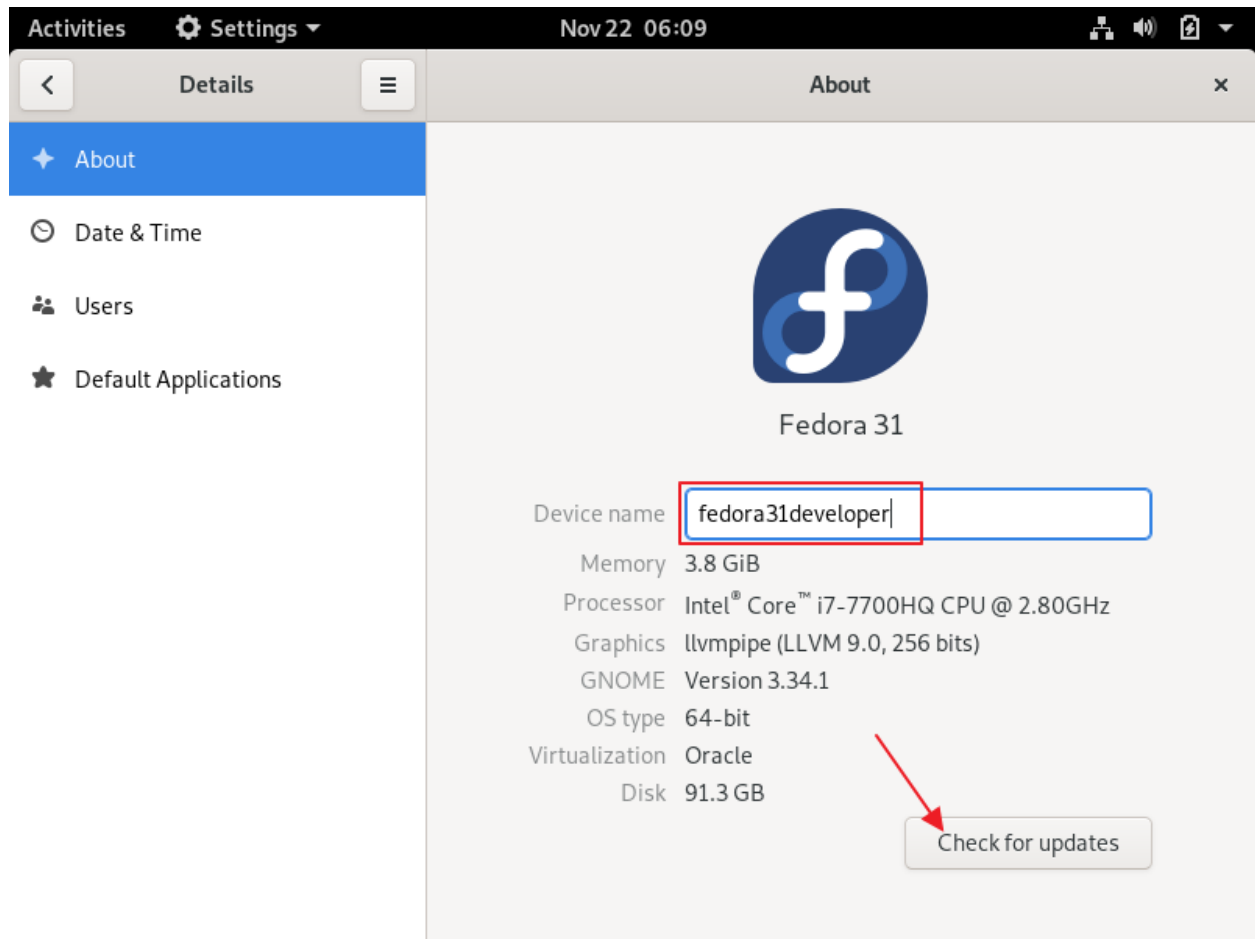 Activities Settings Nov 22 06:09
Details About
About
Date & Time
Users
Default Applications
Fedora 31
Device name fedora31developer
Memory 3.8 GiB
Processor Intel® Core™ i7-7700HQ CPU @ 2.80GHz
Graphics llvmpipe (LLVM 9.0, 256 bits)
GNOME Version 3.34.1
OS type 64-bit
Virtualization Oracle
Disk 91.3 GB
Check for updates